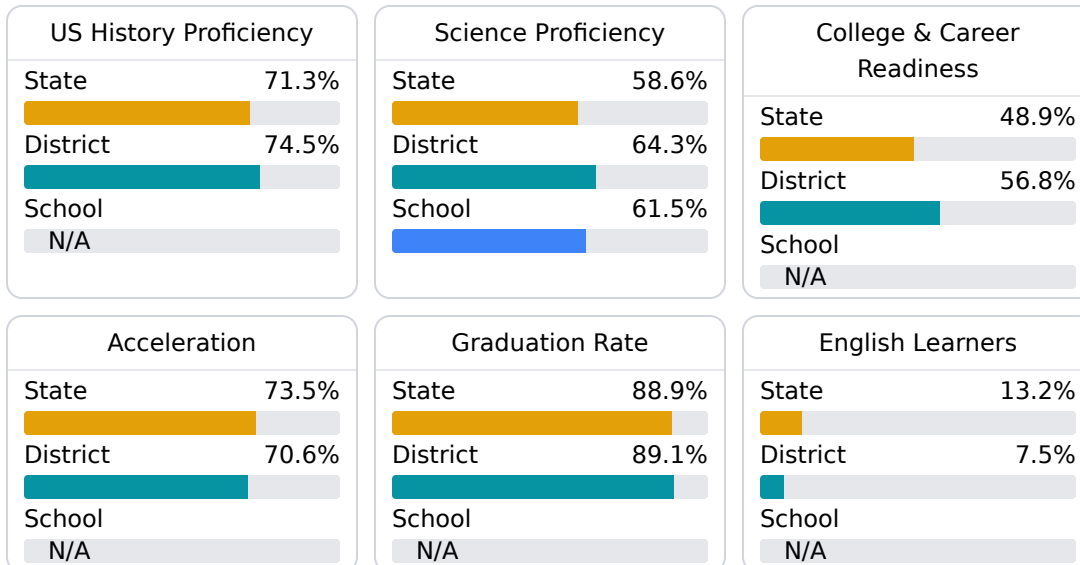 US History Proficiency
State 71.3%
District 74.5%
School
N/A
Science Proficiency
State 58.6%
District 64.3%
School 61.5%
College & Career
Readiness
State 48.9%
District 56.8%
School
N/A
Acceleration
State 73.5%
District 70.6%
School
N/A
Graduation Rate
State 88.9%
District 89.1%
School
N/A
English Learners
State 13.2%
District 7.5%
School
N/A